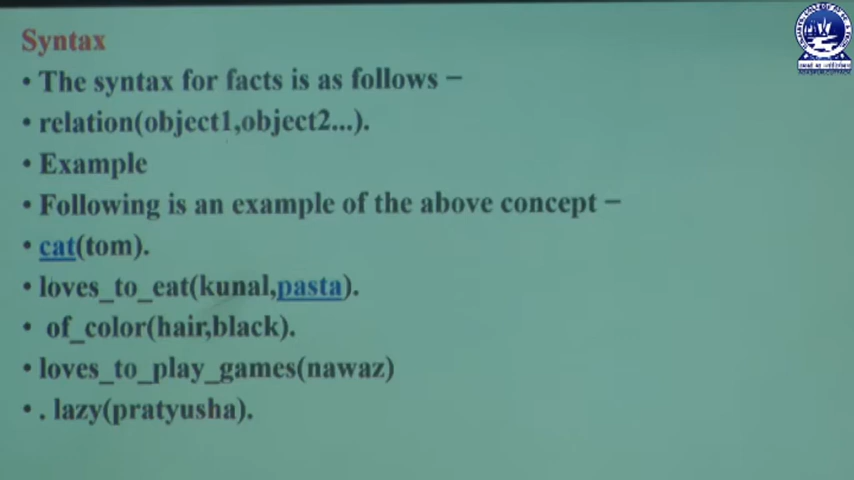 Syntax
• The syntax for facts is as follows −
• relation(object1,object2...).
• Example
• Following is an example of the above concept −
• cat(tom).
• loves_to_eat(kunal,pasta).
• of_color(hair,black).
• loves_to_play_games(nawaz)
• . lazy(pratyusha).